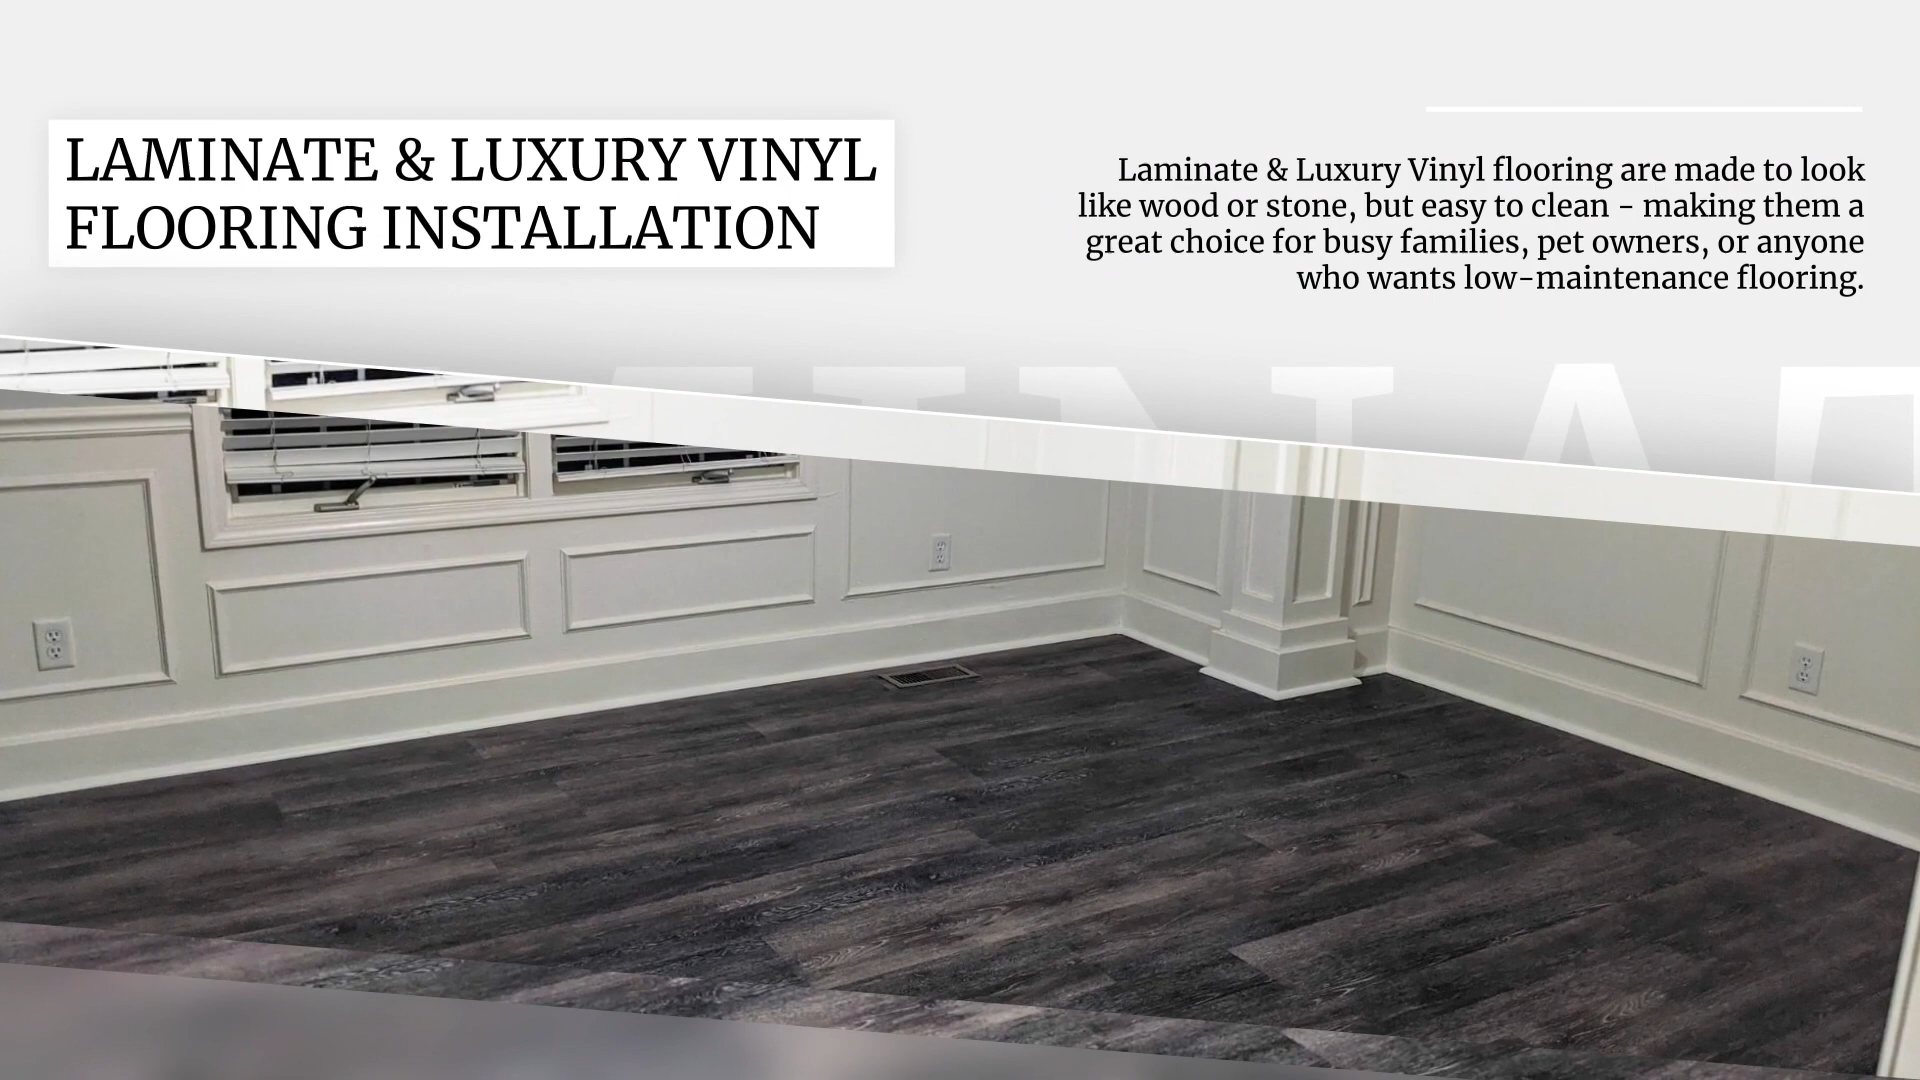 LAMINATE & LUXURY VINYL
FLOORING INSTALLATION
Laminate & Luxury Vinyl flooring are made to look
like wood or stone, but easy to clean - making them a
great choice for busy families, pet owners, or anyone
who wants low-maintenance flooring.